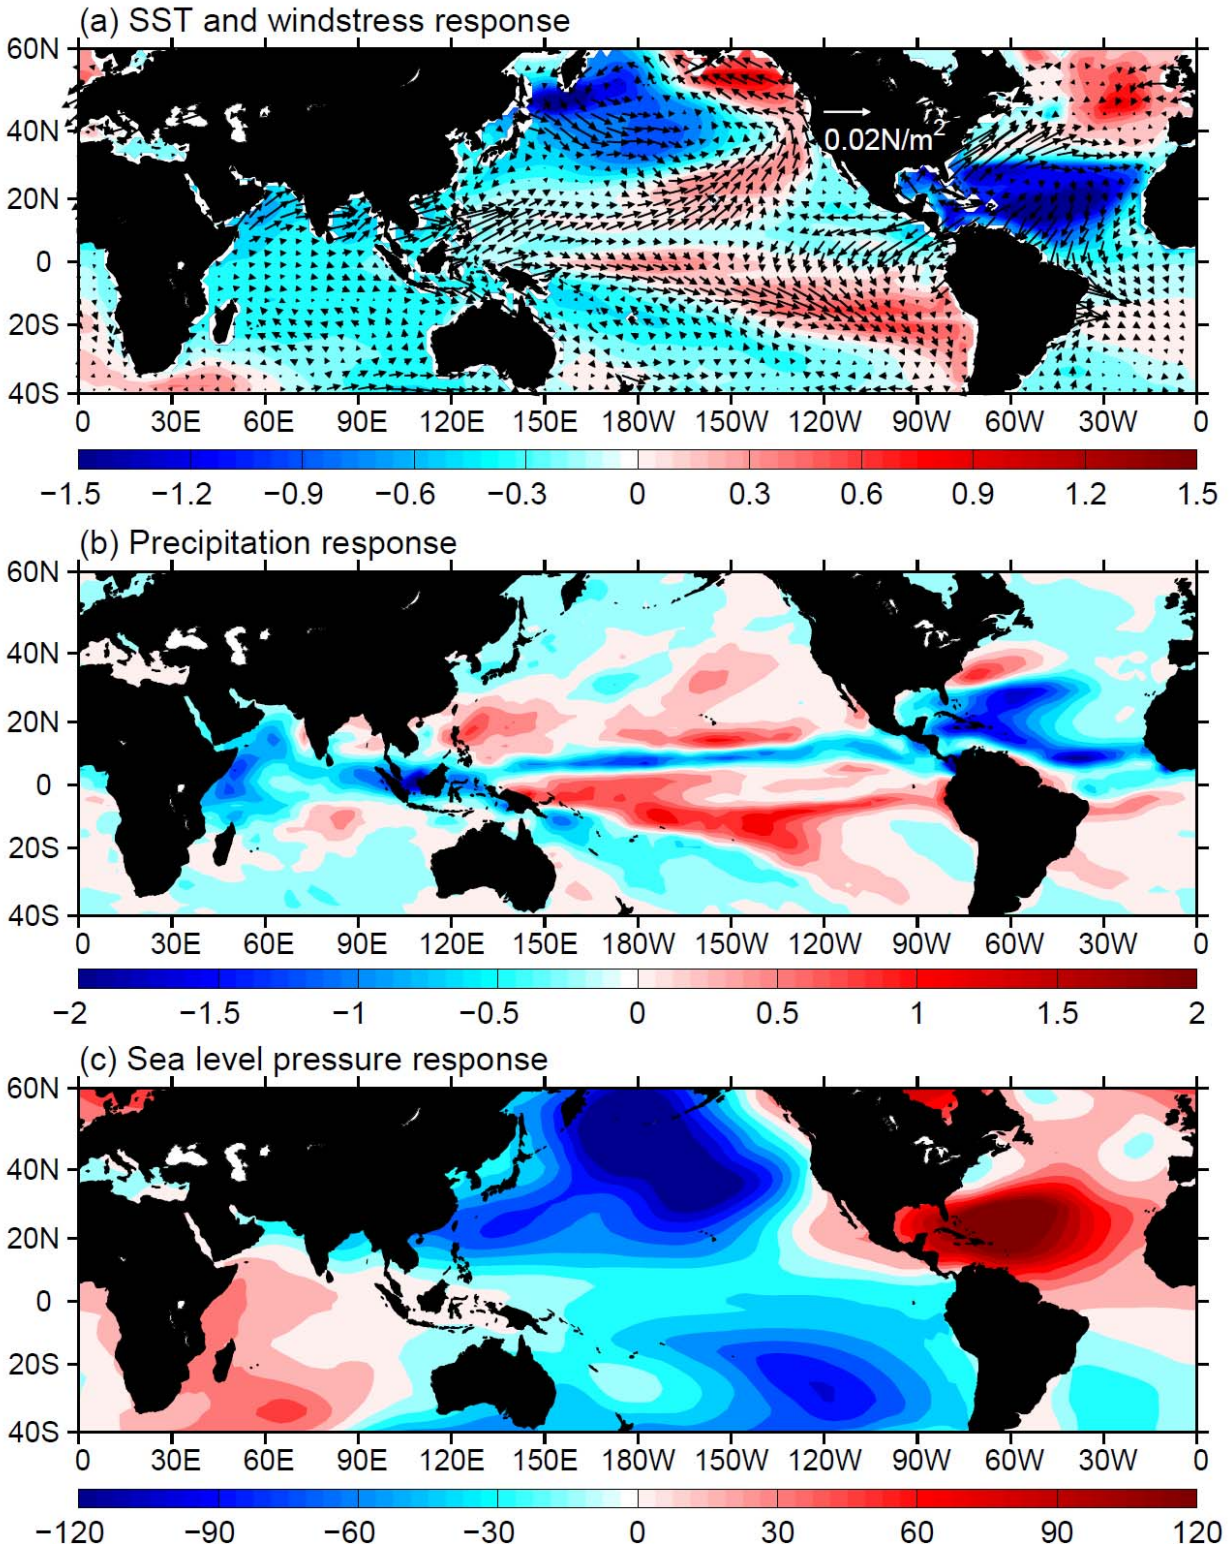 (a) SST and windstress response
60N
40N
20N
0
20S
40S
0.02N/m²
0 30E 60E 90E 120E 150E 180W 150W 120W 90W 60W 30W 0
−1.5 −1.2 −0.9 −0.6 −0.3 0 0.3 0.6 0.9 1.2 1.5
(b) Precipitation response
60N
40N
20N
0
20S
40S
0 30E 60E 90E 120E 150E 180W 150W 120W 90W 60W 30W 0
−2 −1.5 −1 −0.5 0 0.5 1 1.5 2
(c) Sea level pressure response
60N
40N
20N
0
20S
40S
0 30E 60E 90E 120E 150E 180W 150W 120W 90W 60W 30W 0
−120 −90 −60 −30 0 30 60 90 120